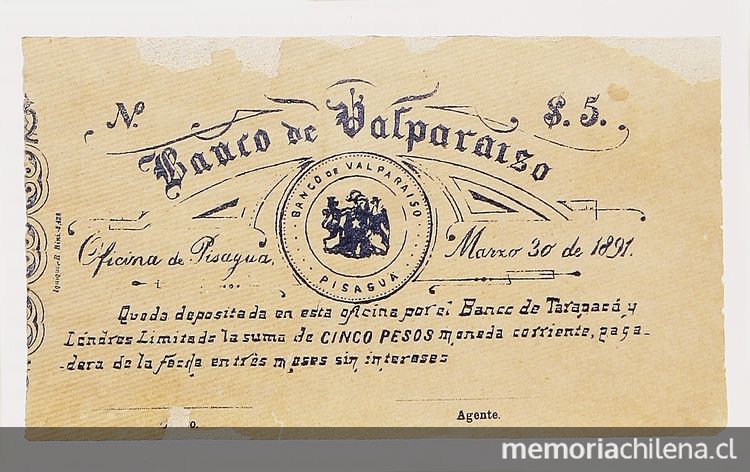 Nº
$. 5.
Banco de Valparaiso
BANCO DE VALPARAISO
PISAGUA
Oficina de Pisagua,
Marzo 30 de 1891.
Queda depositada en esta oficina por el Banco de Tarapacá y
Lóndres Limitado la suma de CINCO PESOS moneda corriente, paga-
-dera de la fecha en tres meses sin intereses
Agente.
memoriachilena.cl